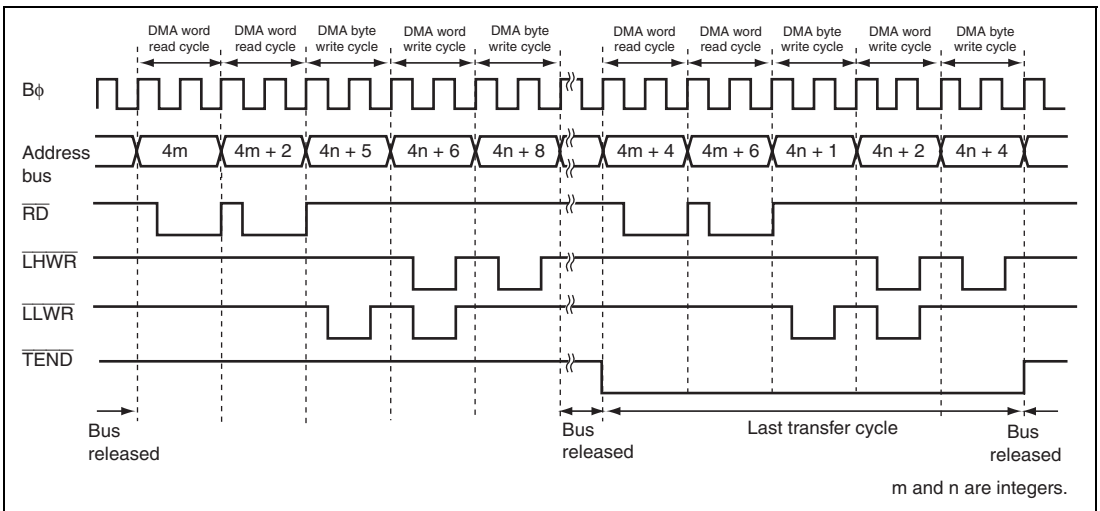 DMA word DMA word DMA byte DMA word DMA byte DMA word DMA word DMA byte DMA word DMA byte
read cycle read cycle write cycle write cycle write cycle read cycle read cycle write cycle write cycle write cycle
Bϕ
Address 4m 4m + 2 4n + 5 4n + 6 4n + 8 4m + 4 4m + 6 4n + 1 4n + 2 4n + 4
bus
RD
LHWR
LLWR
TEND
Bus Bus Last transfer cycle Bus
released released released
m and n are integers.